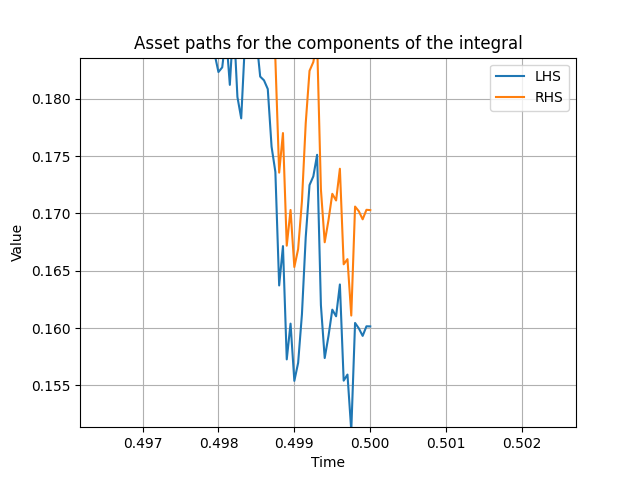 Asset paths for the components of the integral
LHS
RHS
0.180
0.175
0.170
0.165
0.160
0.155
Value
0.497 0.498 0.499 0.500 0.501 0.502
Time